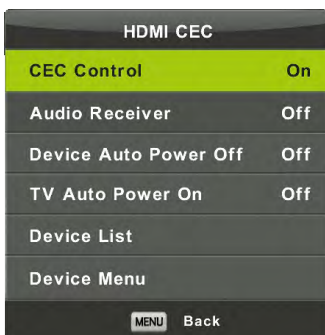 HDMI CEC
CEC Control On
Audio Receiver Off
Device Auto Power Off Off
TV Auto Power On Off
Device List
Device Menu
MENU Back